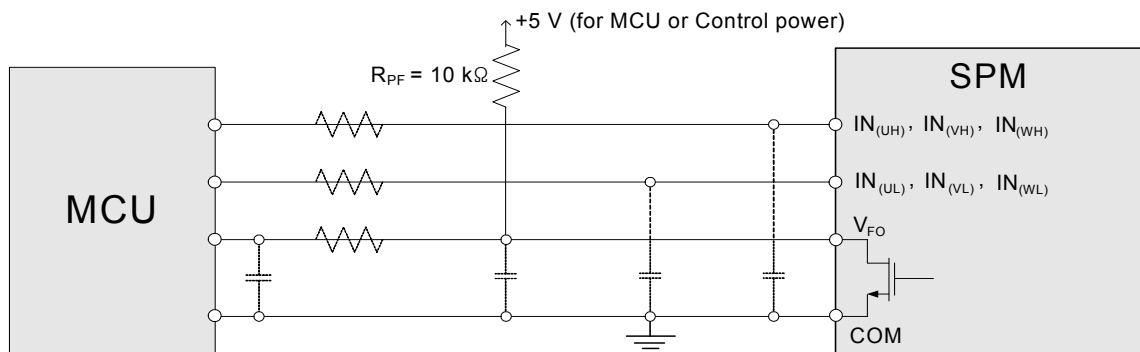 +5 V (for MCU or Control power)
R_PF = 10 kΩ
SPM
IN_(UH), IN_(VH), IN_(WH)
IN_(UL), IN_(VL), IN_(WL)
MCU
V_FO
COM